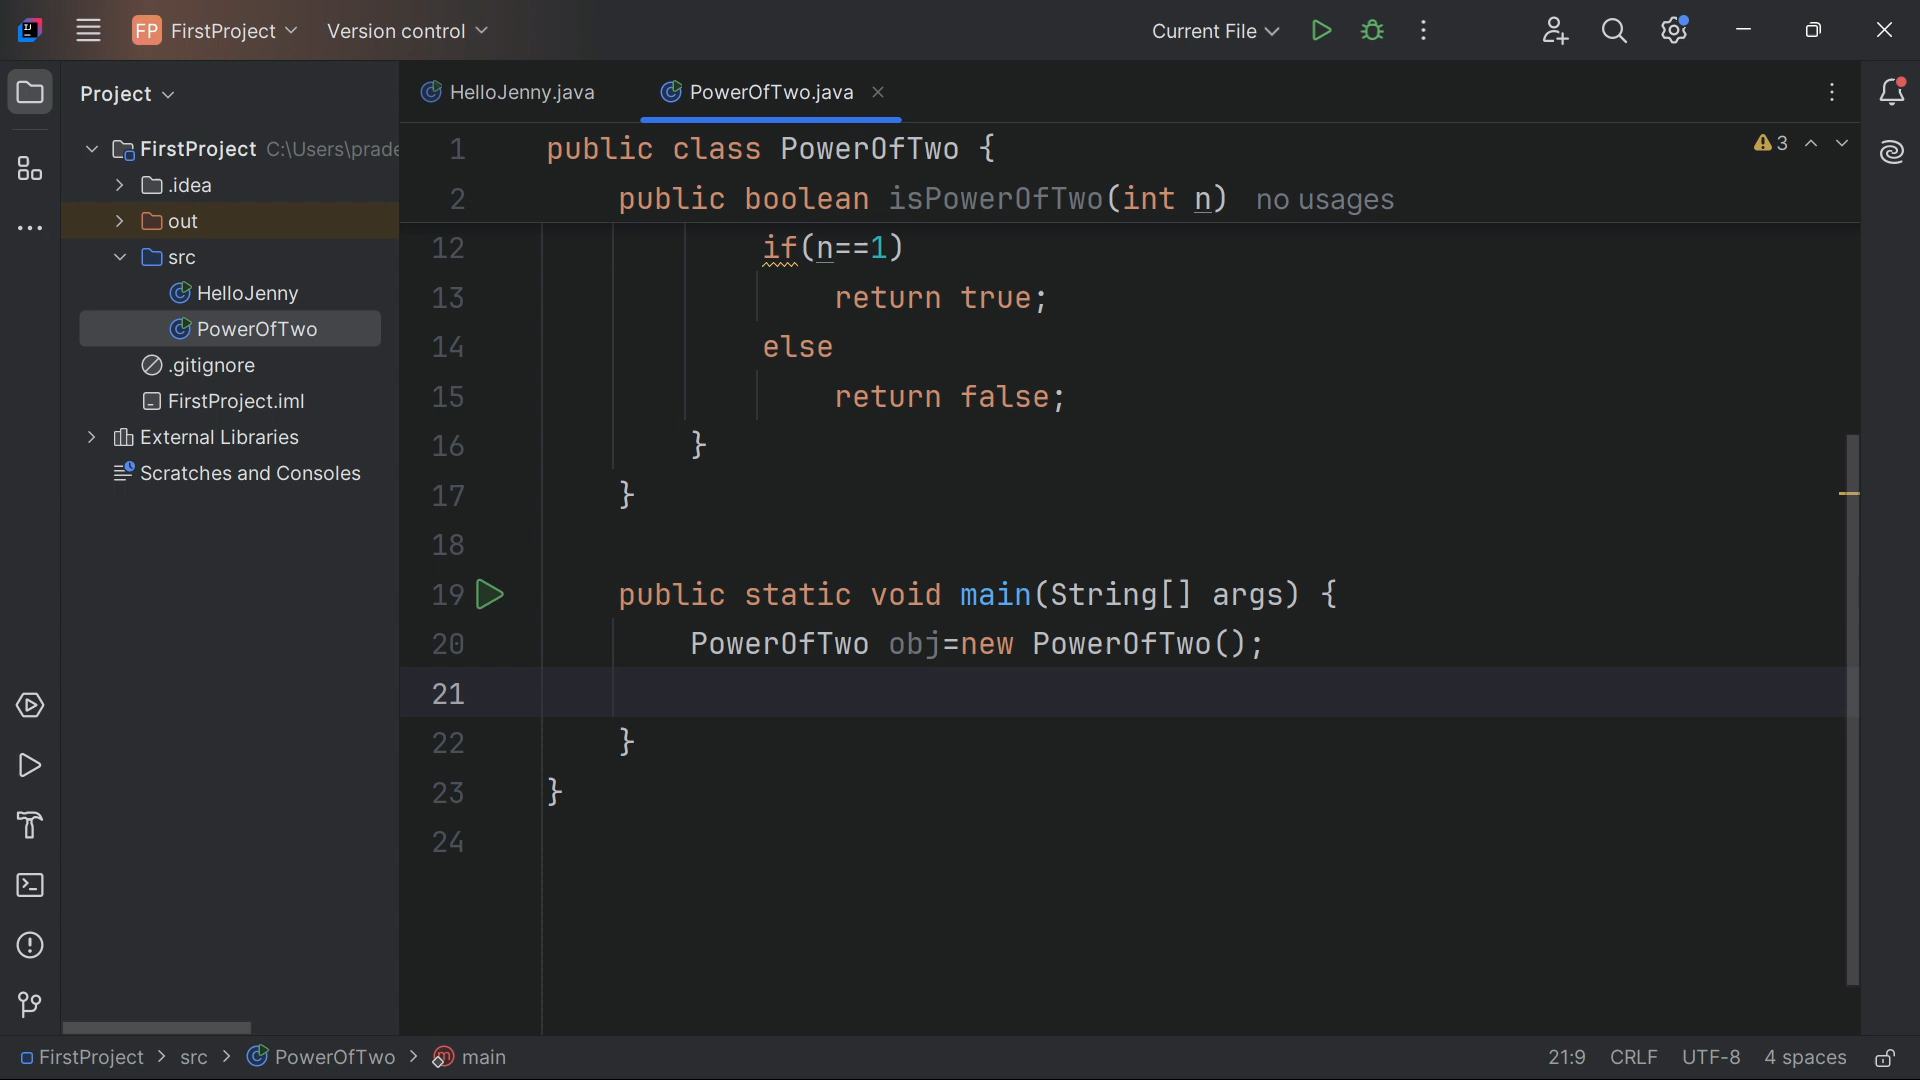 FP FirstProject Version control Current File
Project
FirstProject C:\Users\prade
.idea
out
src
HelloJenny
PowerOfTwo
.gitignore
FirstProject.iml
External Libraries
Scratches and Consoles
HelloJenny.java PowerOfTwo.java
1 public class PowerOfTwo { 3
2 public boolean isPowerOfTwo(int n) no usages
12 if(n==1)
13 return true;
14 else
15 return false;
16 }
17 }
18
19 public static void main(String[] args) {
20 PowerOfTwo obj=new PowerOfTwo();
21
22 }
23 }
24
FirstProject > src > PowerOfTwo > main 21:9 CRLF UTF-8 4 spaces